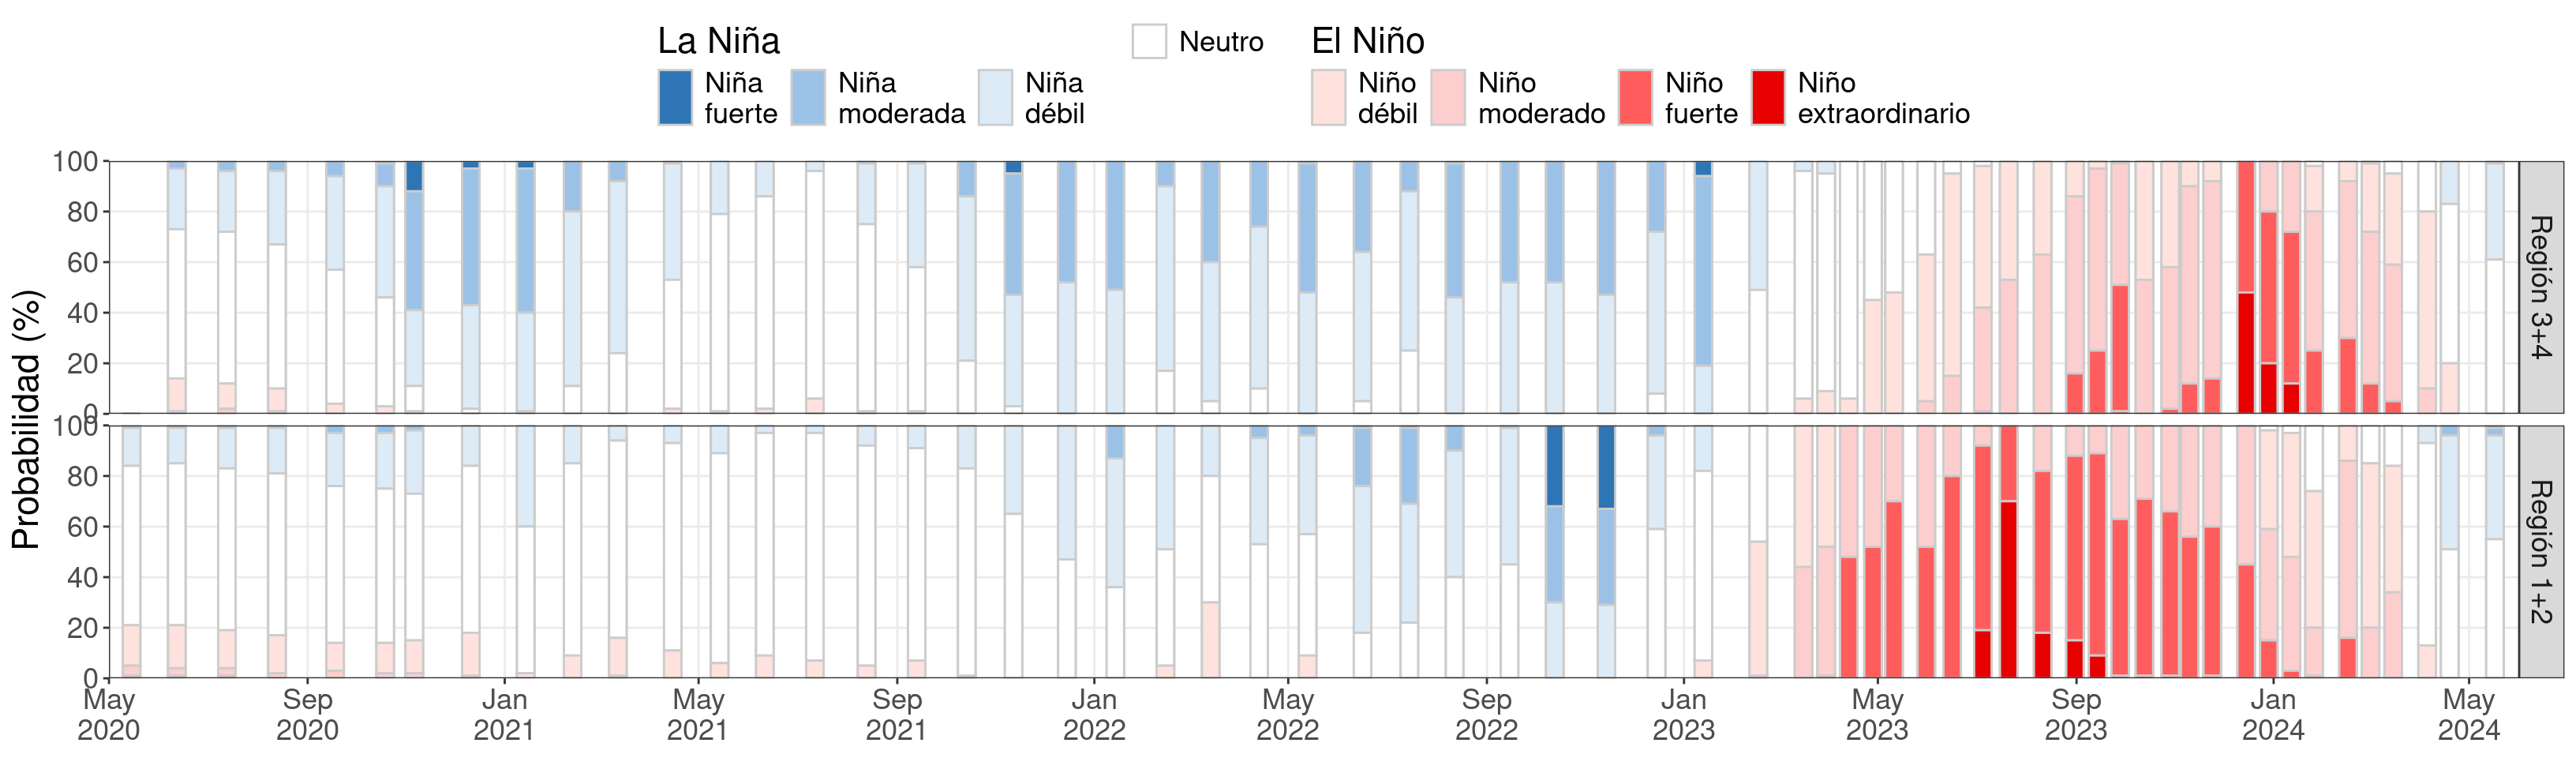 La Niña
Neutro
El Niño
Niña fuerte
Niña moderada
Niña débil
Niño débil
Niño moderado
Niño fuerte
Niño extraordinario
Probabilidad (%)
100
80
60
40
20
0
Región 3+4
100
80
60
40
20
0
Región 1+2
May 2020
Sep 2020
Jan 2021
May 2021
Sep 2021
Jan 2022
May 2022
Sep 2022
Jan 2023
May 2023
Sep 2023
Jan 2024
May 2024